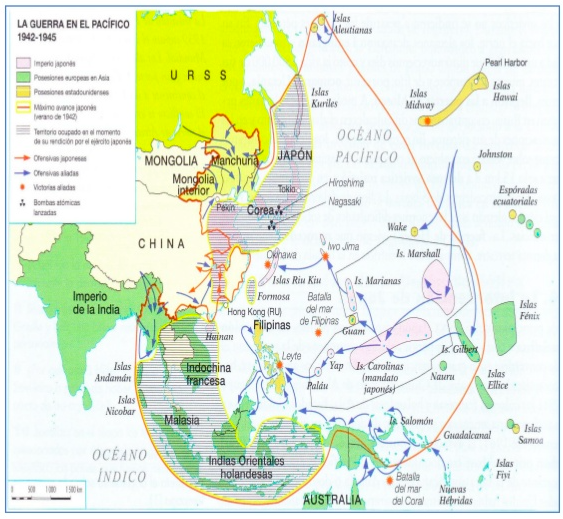 LA GUERRA EN EL PACÍFICO
1942-1945
Imperio japonés
Posesiones europeas en Asia
Posesiones estadounidenses
Máximo avance japonés
(verano de 1942)
Territorio ocupado en el momento
de su rendición por el ejército japonés
Ofensivas japonesas
Ofensivas aliadas
Victorias aliadas
Bombas atómicas
lanzadas
URSS
Islas
Aleutianas
Islas
Kuriles
Pearl Harbor
Islas
Hawai
Islas
Midway
OCÉANO
PACÍFICO
MONGOLIA
Manchuria
Mongolia
interior
JAPÓN
Tokio
Hiroshima
Nagasaki
Pekín
Corea
CHINA
Johnston
Espóradas
ecuatoriales
Wake
Okinawa
Iwo Jima
Islas Riu Kiu
Is. Marshall
Is. Marianas
Imperio
de la India
Formosa
Hong Kong (RU)
Batalla
del mar
de Filipinas
Filipinas
Guam
Hainan
Islas
Fénix
Is. Gilbert
Leyte
Yap
Is. Carolinas
(mandato
japonés)
Nauru
Paláu
Islas
Ellice
Islas
Andamán
Indochina
francesa
Islas
Nicobar
Malasia
Is. Salomón
Guadalcanal
Islas
Samoa
OCÉANO
ÍNDICO
Indias Orientales
holandesas
Islas
Fiyi
Batalla
del mar
del Coral
Nuevas
Hébridas
AUSTRALIA
0 500 1000 1500 km